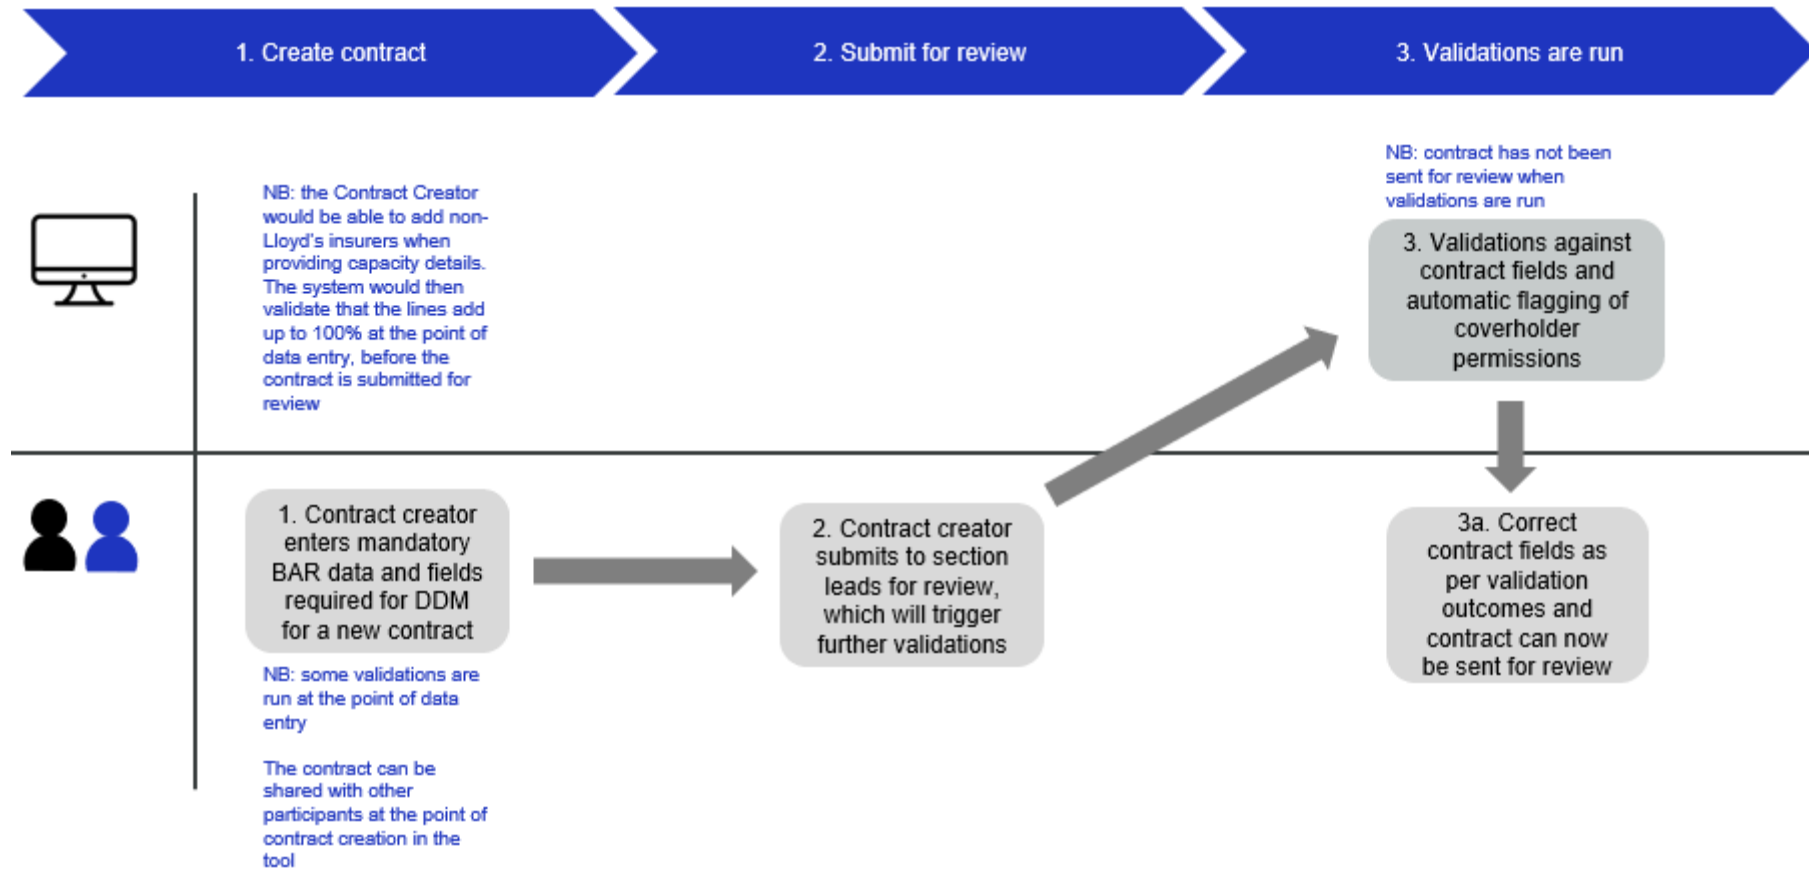 1. Create contract
2. Submit for review
3. Validations are run
NB: the Contract Creator
would be able to add non-
Lloyd's insurers when
providing capacity details.
The system would then
validate that the lines add
up to 100% at the point of
data entry, before the
contract is submitted for
review
NB: contract has not been
sent for review when
validations are run
3. Validations against
contract fields and
automatic flagging of
coverholder
permissions
1. Contract creator
enters mandatory
BAR data and fields
required for DDM
for a new contract
NB: some validations are
run at the point of data
entry
The contract can be
shared with other
participants at the point of
contract creation in the
tool
2. Contract creator
submits to section
leads for review,
which will trigger
further validations
3a. Correct
contract fields as
per validation
outcomes and
contract can now
be sent for review